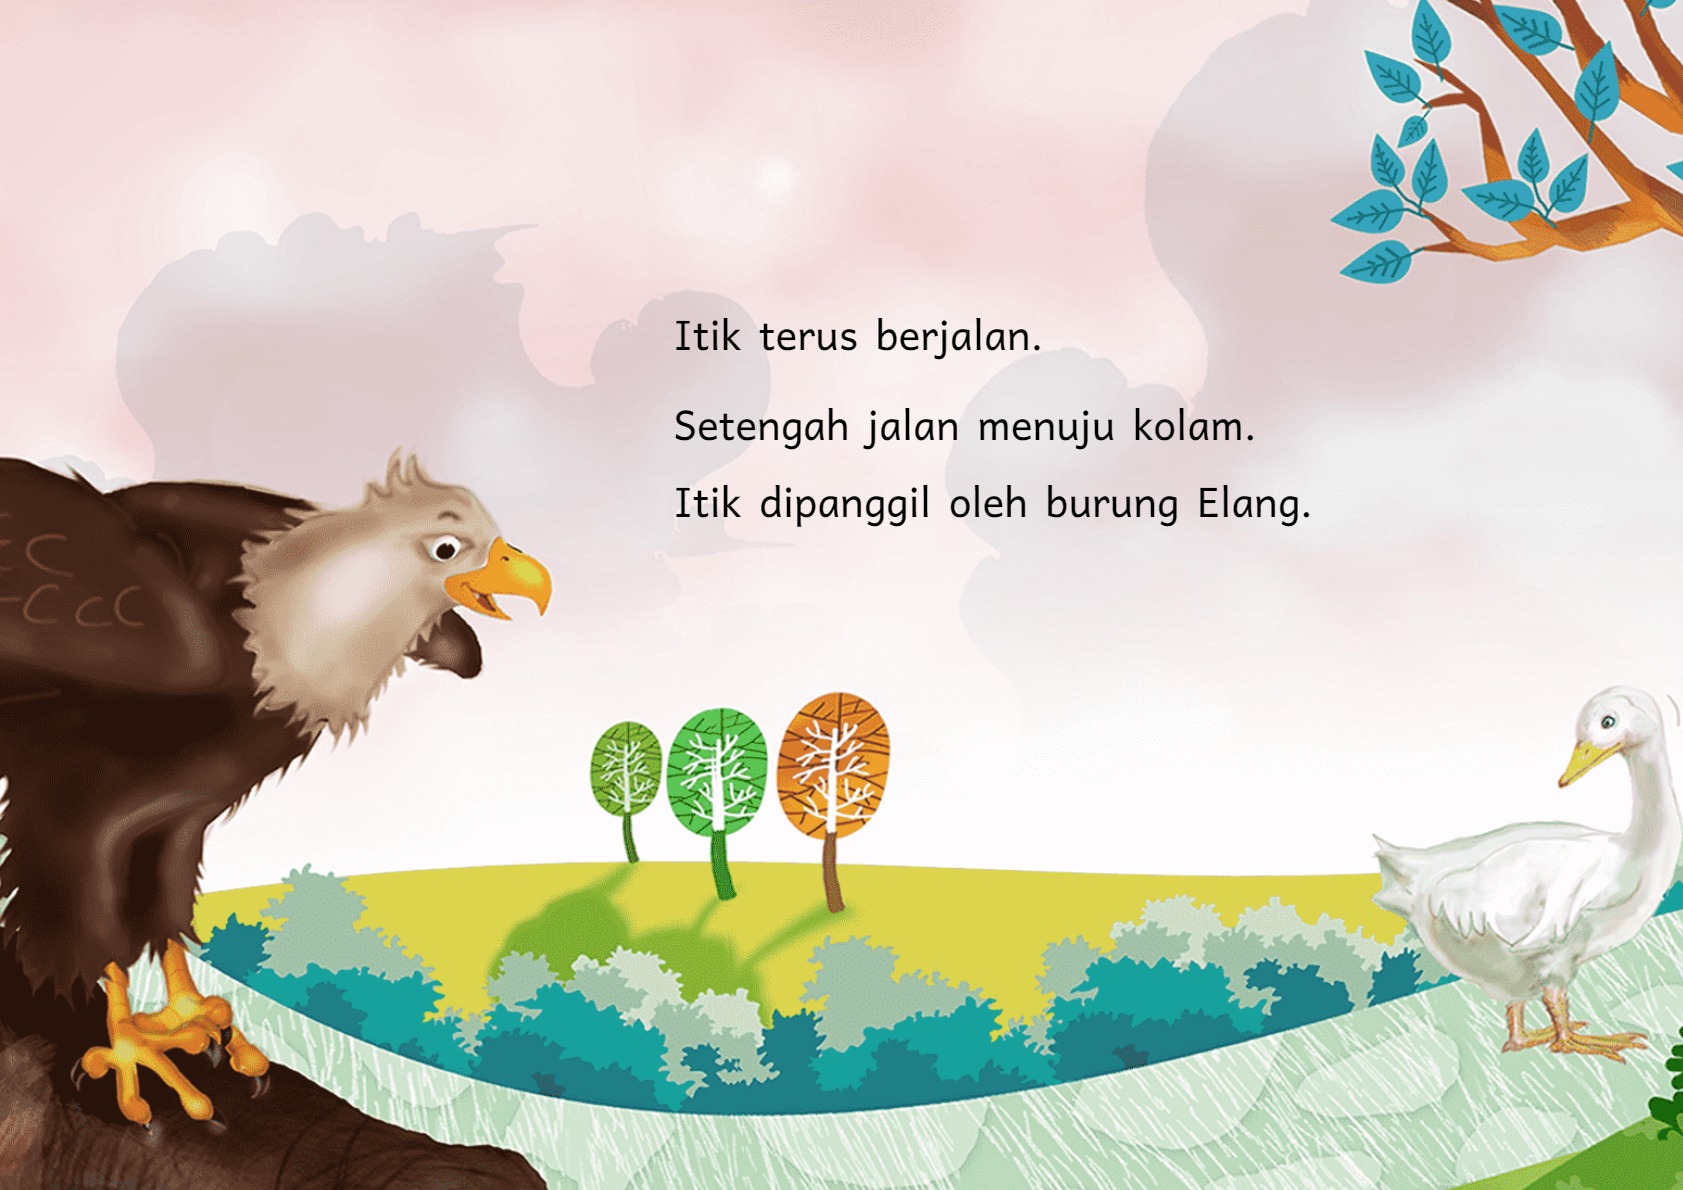 Itik terus berjalan.
Setengah jalan menuju kolam.
Itik dipanggil oleh burung Elang.